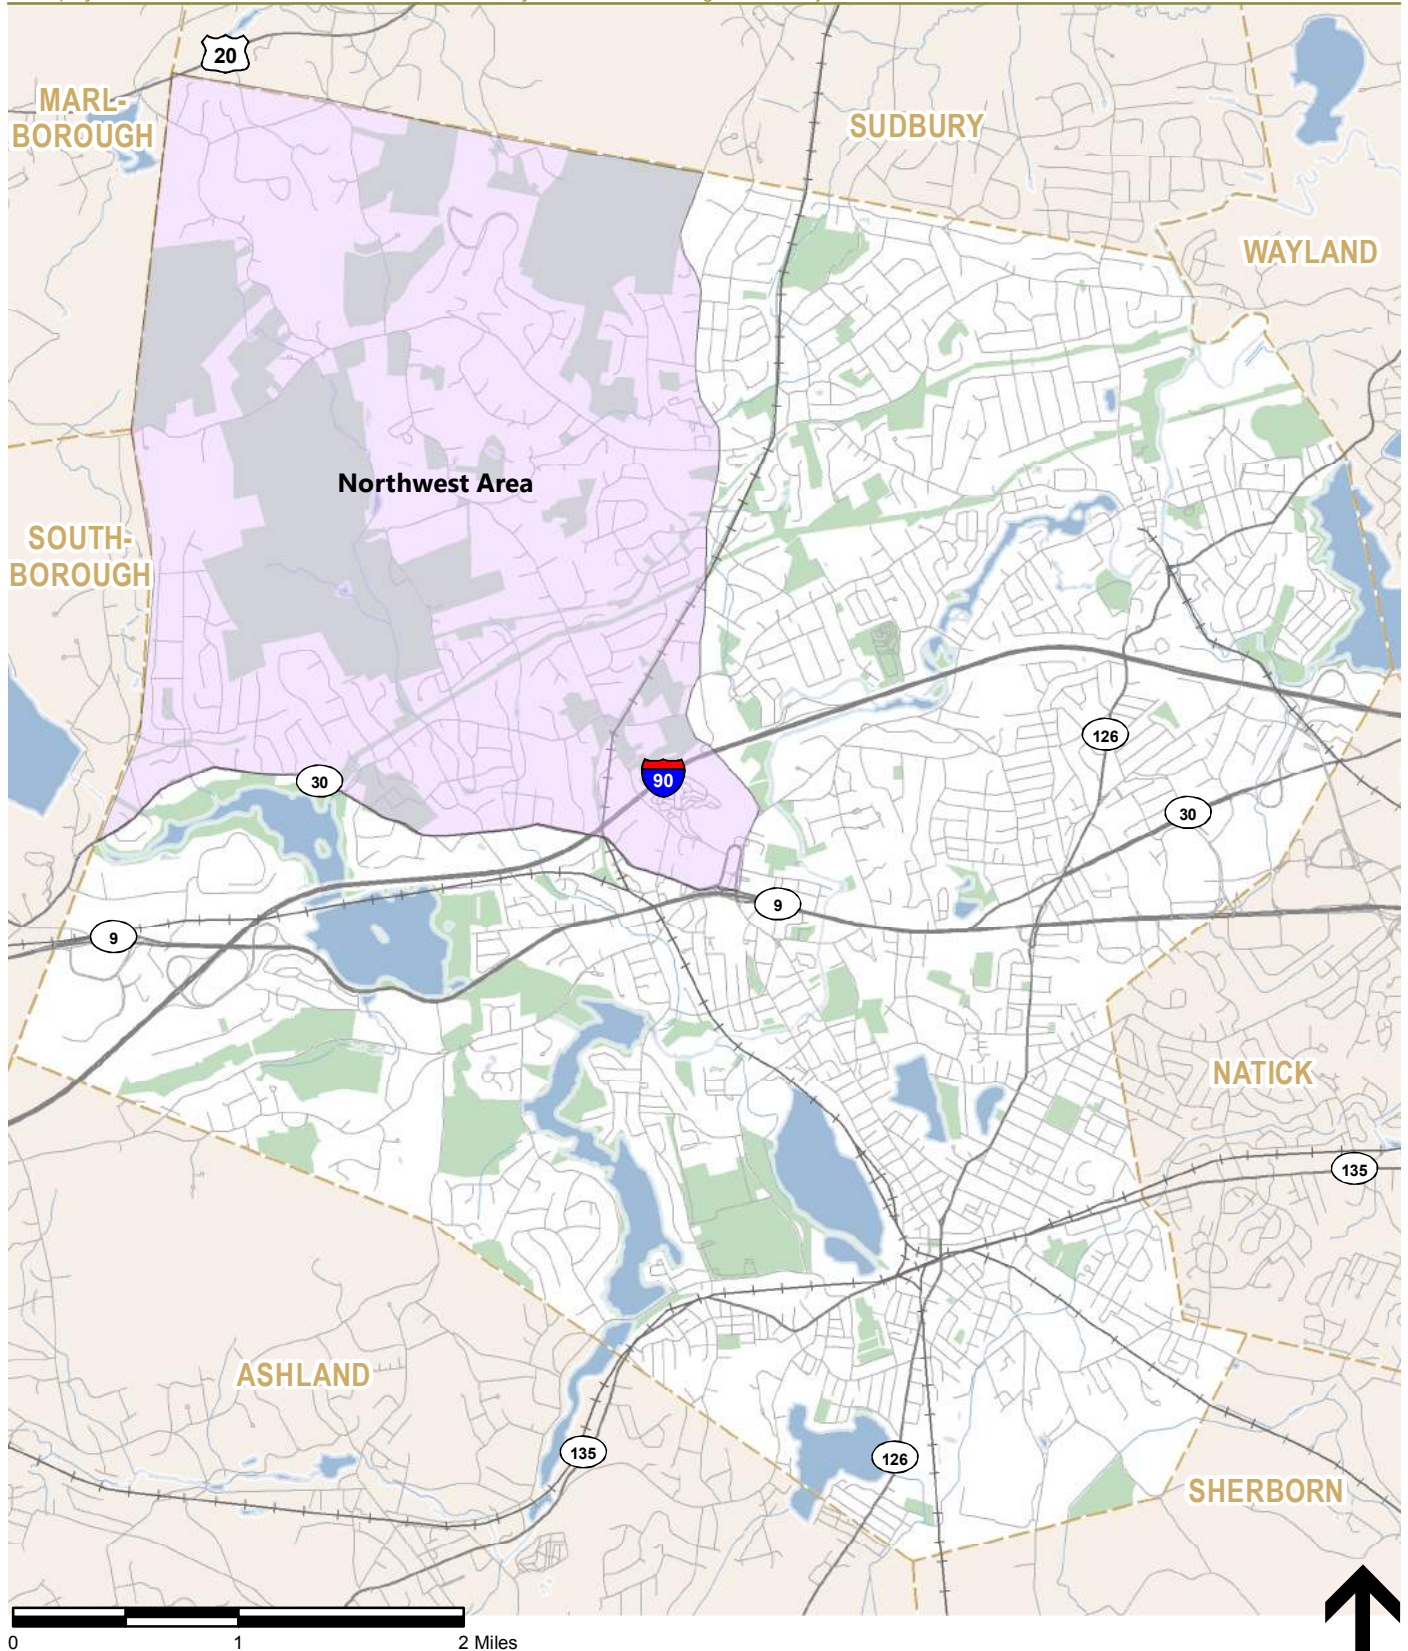 20
MARL-
BOROUGH
SUDBURY
WAYLAND
Northwest Area
SOUTH-
BOROUGH
126
30
90
30
9
9
NATICK
135
ASHLAND
135
126
SHERBORN
0 1 2 Miles